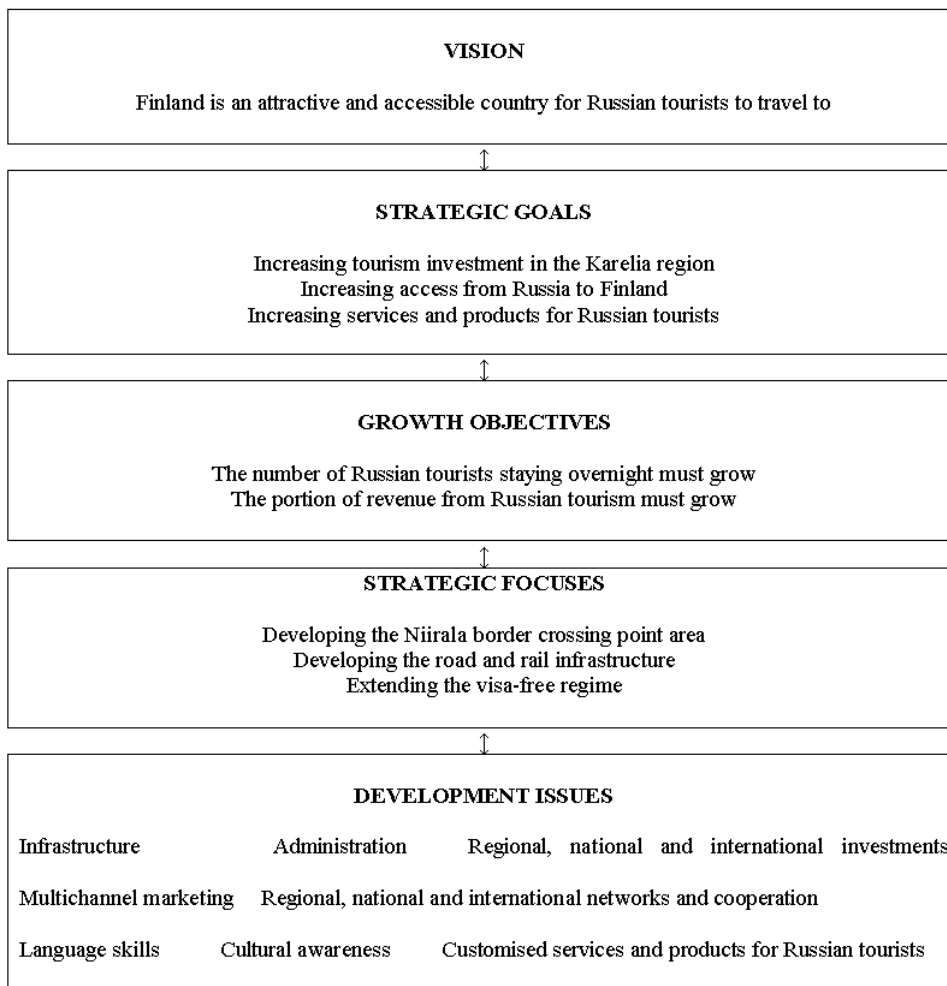 VISION
Finland is an attractive and accessible country for Russian tourists to travel to
STRATEGIC GOALS
Increasing tourism investment in the Karelia region
Increasing access from Russia to Finland
Increasing services and products for Russian tourists
GROWTH OBJECTIVES
The number of Russian tourists staying overnight must grow
The portion of revenue from Russian tourism must grow
STRATEGIC FOCUSES
Developing the Niirala border crossing point area
Developing the road and rail infrastructure
Extending the visa-free regime
DEVELOPMENT ISSUES
Infrastructure Administration Regional, national and international investments
Multichannel marketing Regional, national and international networks and cooperation
Language skills Cultural awareness Customised services and products for Russian tourists